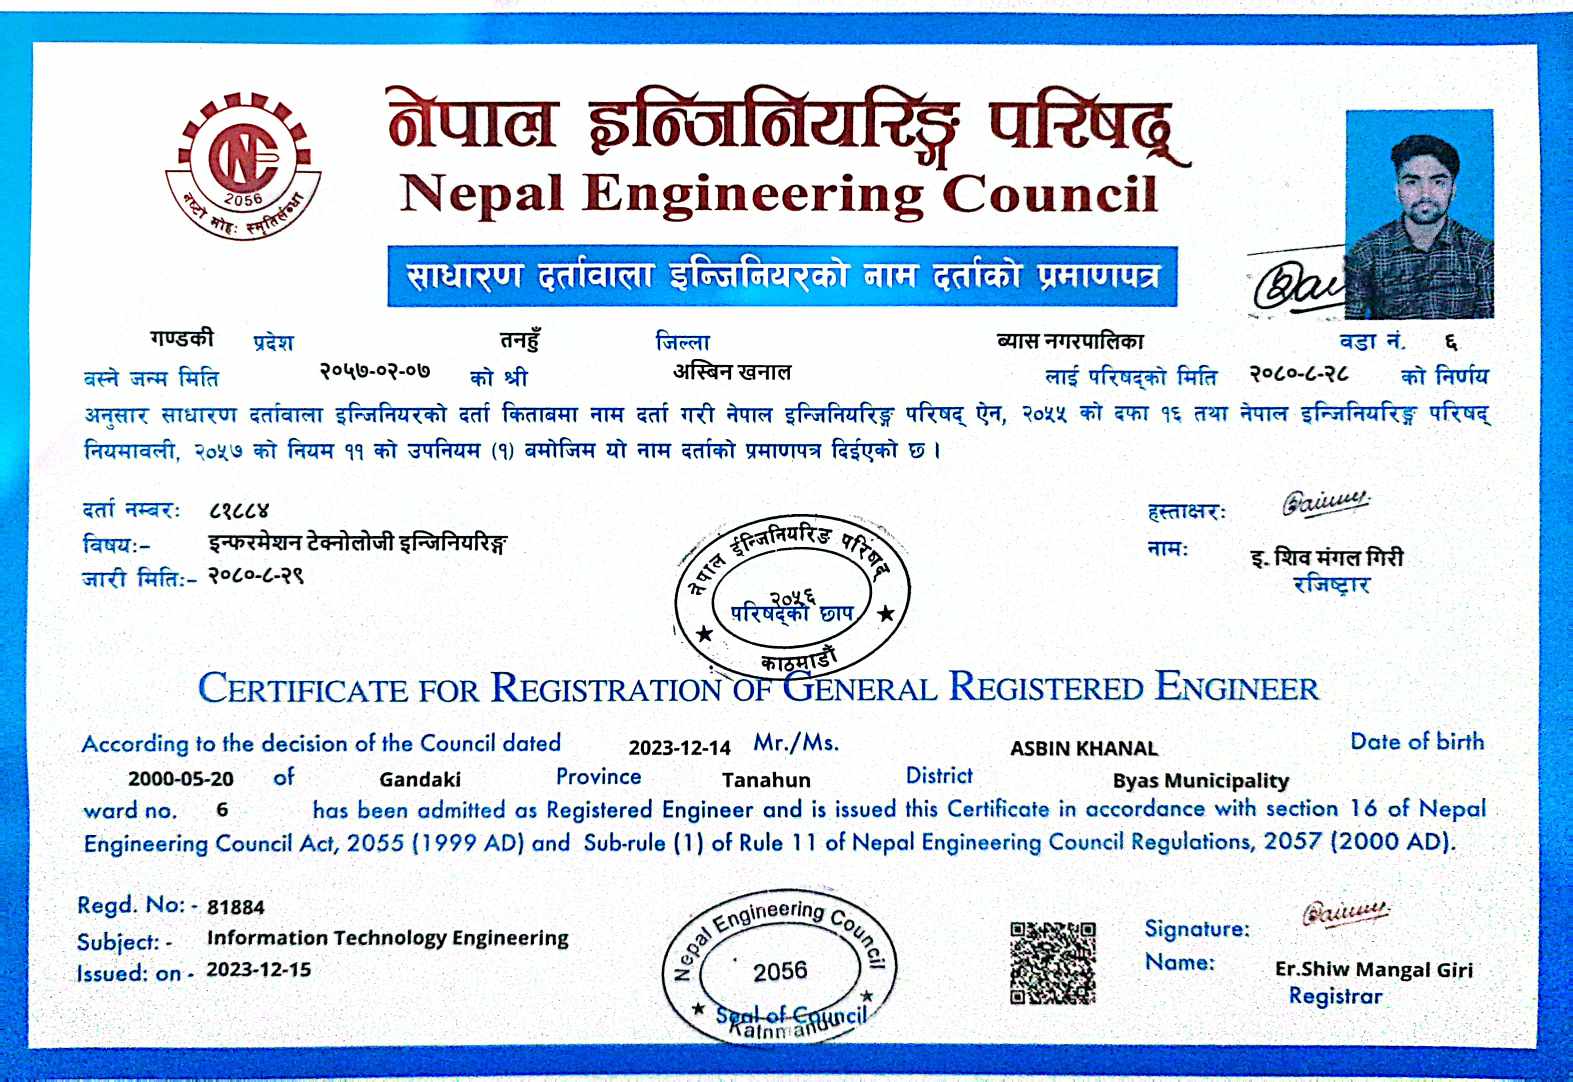 नेपाल इन्जिनियरिङ्ग परिषद्
Nepal Engineering Council
NEC
2056
नष्टो मोहः स्मृतिर्लब्धा
साधारण दर्तावाला इन्जिनियरको नाम दर्ताको प्रमाणपत्र
गण्डकी प्रदेश तनहुँ जिल्ला ब्यास नगरपालिका वडा नं. ६
बस्ने जन्म मिति २०५७-०२-०७ को श्री अस्बिन खनाल लाई परिषद्को मिति २०८०-८-२८ को निर्णय
अनुसार साधारण दर्तावाला इन्जिनियरको दर्ता किताबमा नाम दर्ता गरी नेपाल इन्जिनियरिङ्ग परिषद् ऐन, २०५५ को दफा १६ तथा नेपाल इन्जिनियरिङ्ग परिषद्
नियमावली, २०५७ को नियम ११ को उपनियम (१) बमोजिम यो नाम दर्ताको प्रमाणपत्र दिईएको छ ।
दर्ता नम्बर: ८१८८४
हस्ताक्षर:
विषय:- इन्फरमेशन टेक्नोलोजी इन्जिनियरिङ्ग
नाम: इ. शिव मंगल गिरी
जारी मिति:- २०८०-८-२९
रजिष्ट्रार
नेपाल ईन्जिनियरिङ परिषद्
२०५६
परिषद्को छाप
काठमाडौं
CERTIFICATE FOR REGISTRATION OF GENERAL REGISTERED ENGINEER
According to the decision of the Council dated 2023-12-14 Mr./Ms. ASBIN KHANAL Date of birth
2000-05-20 of Gandaki Province Tanahun District Byas Municipality
ward no. 6 has been admitted as Registered Engineer and is issued this Certificate in accordance with section 16 of Nepal
Engineering Council Act, 2055 (1999 AD) and Sub-rule (1) of Rule 11 of Nepal Engineering Council Regulations, 2057 (2000 AD).
Regd. No: - 81884
Signature:
Subject: - Information Technology Engineering
Name: Er.Shiw Mangal Giri
Issued: on - 2023-12-15
Registrar
Nepal Engineering Council
2056
Seal of Council
Kathmandu